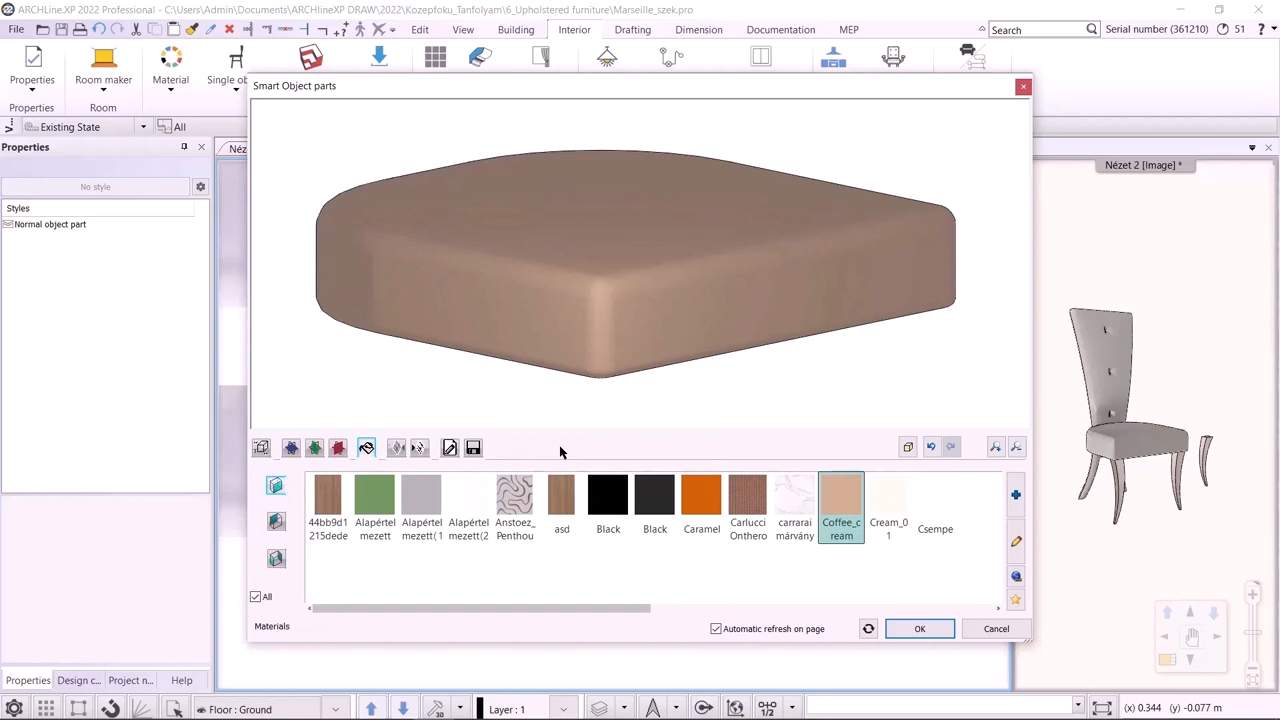 ARCHLine.XP 2022 Professional - C:\Users\Admin\Documents\ARCHlineXP DRAW\2022\Kozepfoku_Tanfolyam\6_Upholstered furniture\Marseille_szek.pro
File Edit View Building Interior Drafting Dimension Documentation MEP Search Serial number (361210) 51
Properties Room maker Material Single ob
Properties Room
Existing State All
Properties
Néz
Nézet 2 [Image] *
No style
Styles
Normal object part
Smart Object parts
44bb9d1
215dede
Alapértel
mezett
Alapértel
mezett(1
Alapértel
mezett(2
Anstoez_
Penthou
asd
Black
Black
Caramel
Carlucci
Onthero
carrarai
márvány
Coffee_c
ream
Cream_0
1
Csempe
All
Materials
Automatic refresh on page OK Cancel
Properties Design c... Project n... Help
Floor : Ground 30 Layer : 1 1/2 (x) 0.344 (y) -0.077 m